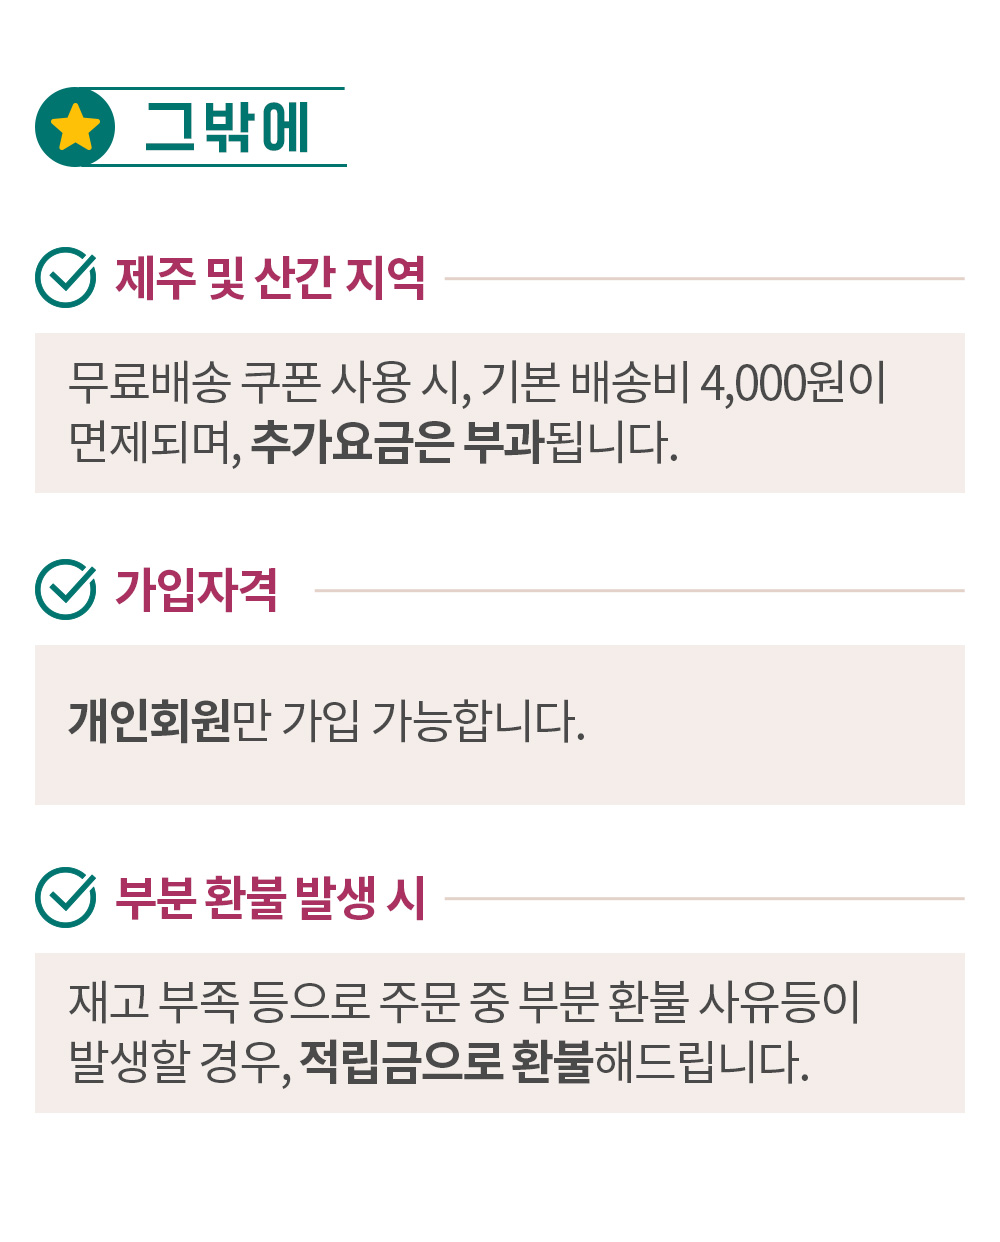 그밖에
제주 및 산간 지역
무료배송 쿠폰 사용 시, 기본 배송비 4,000원이
면제되며, 추가요금은 부과됩니다.
가입자격
개인회원만 가입 가능합니다.
부분 환불 발생 시
재고 부족 등으로 주문 중 부분 환불 사유등이
발생할 경우, 적립금으로 환불해드립니다.